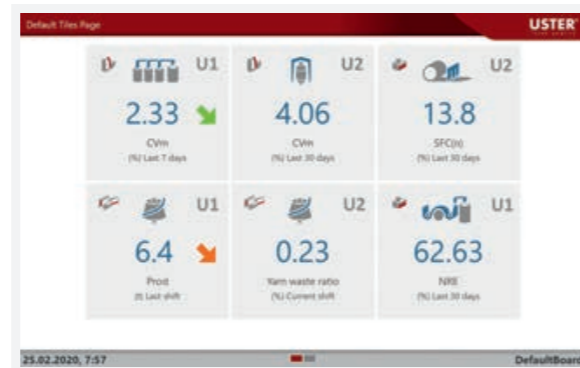 Default Tiles Page
USTER
U1
2.33
CVm
(%) Last 7 days
U2
4.06
CVm
(%) Last 30 days
U2
13.8
SFC(n)
(%) Last 30 days
U1
6.4
Prod
Last shift
U2
0.23
Yarn waste ratio
(%) Current shift
U1
62.63
NRE
(%) Last 30 days
25.02.2020, 7:57
DefaultBoard